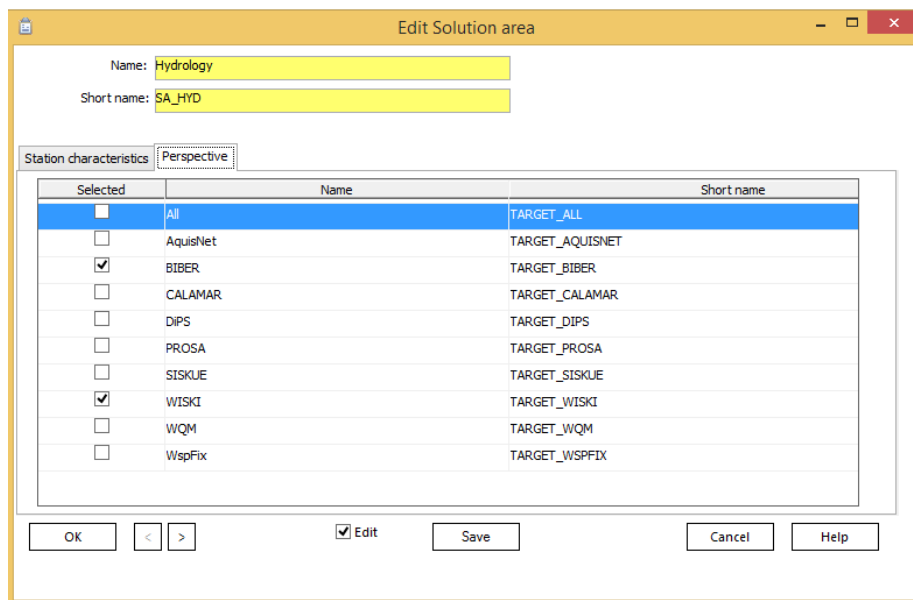 Edit Solution area
Name: Hydrology
Short name: SA_HYD
Station characteristics Perspective
Selected Name Short name
All TARGET_ALL
AquisNet TARGET_AQUISNET
BIBER TARGET_BIBER
CALAMAR TARGET_CALAMAR
DiPS TARGET_DIPS
PROSA TARGET_PROSA
SISKUE TARGET_SISKUE
WISKI TARGET_WISKI
WQM TARGET_WQM
WspFix TARGET_WSPFIX
OK < > Edit Save Cancel Help